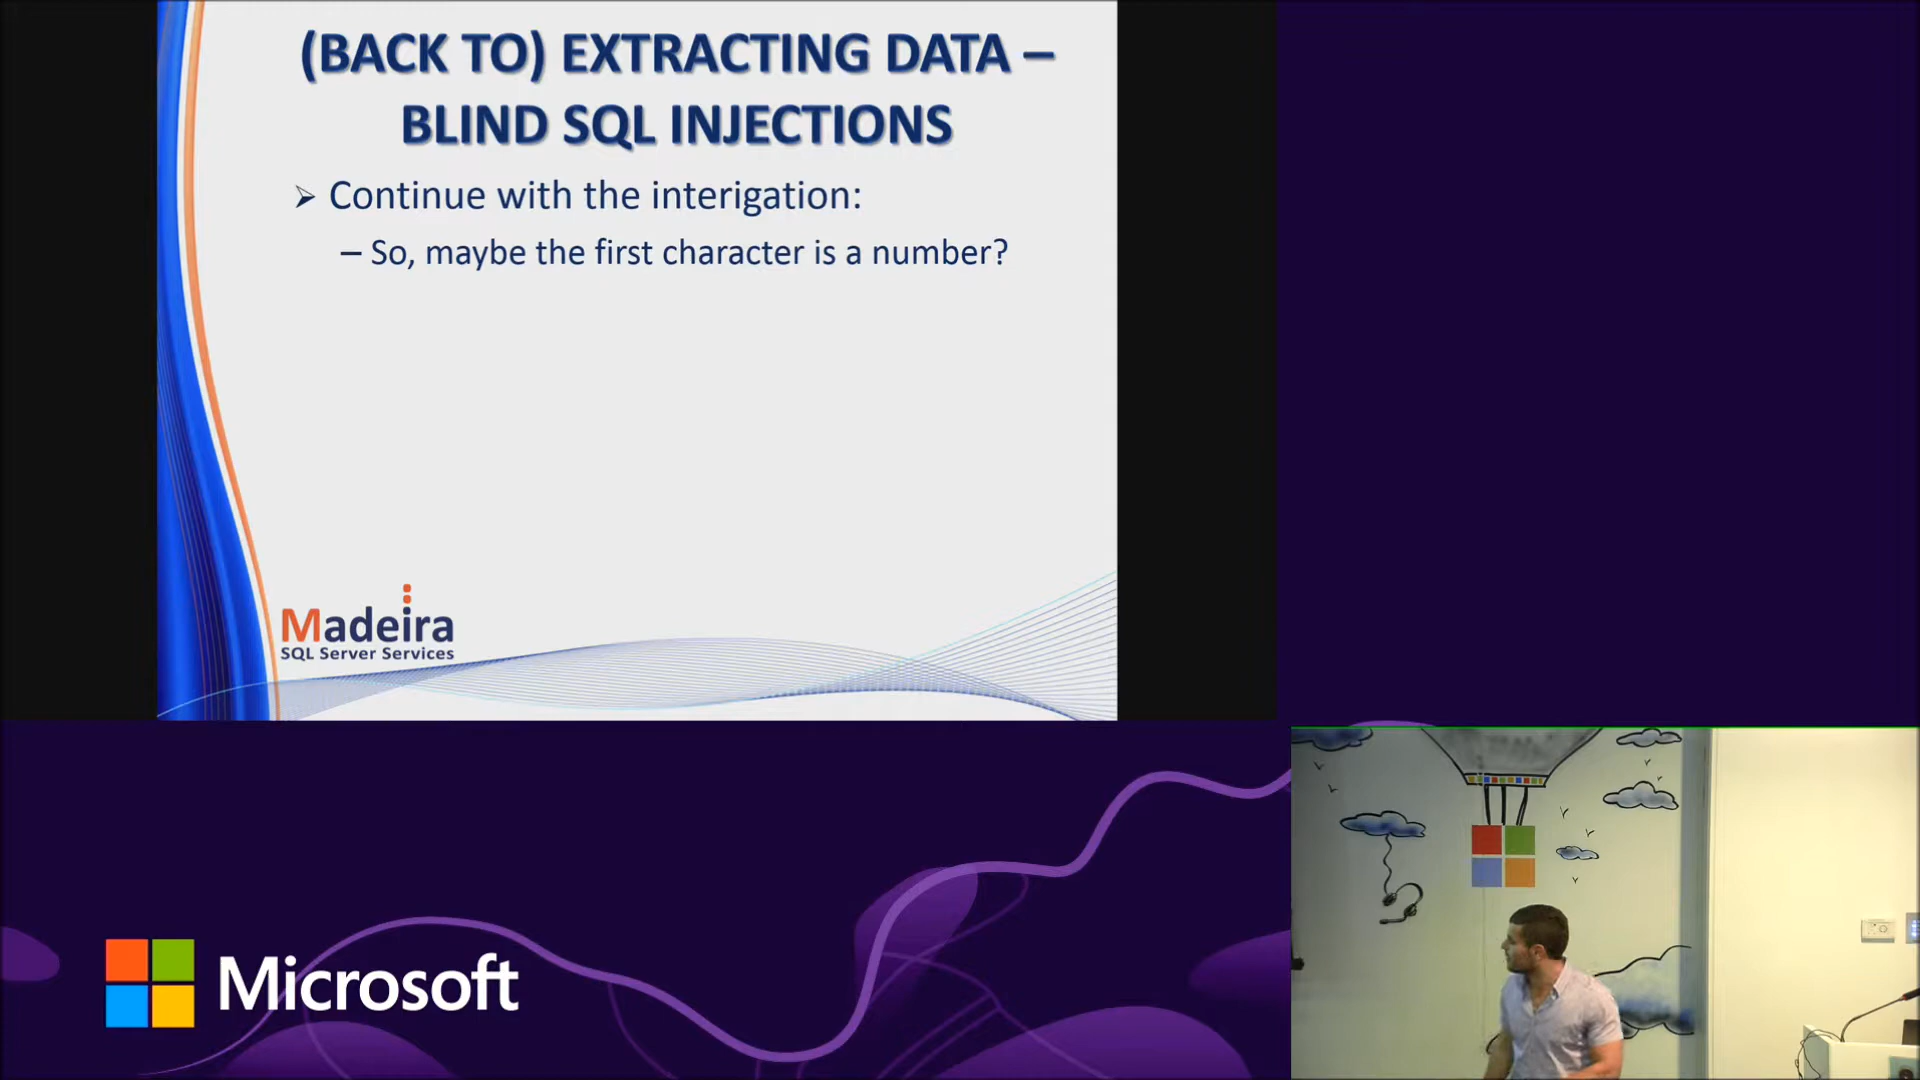 (BACK TO) EXTRACTING DATA –
BLIND SQL INJECTIONS
➢ Continue with the interigation:
– So, maybe the first character is a number?
Madeira
SQL Server Services
Microsoft